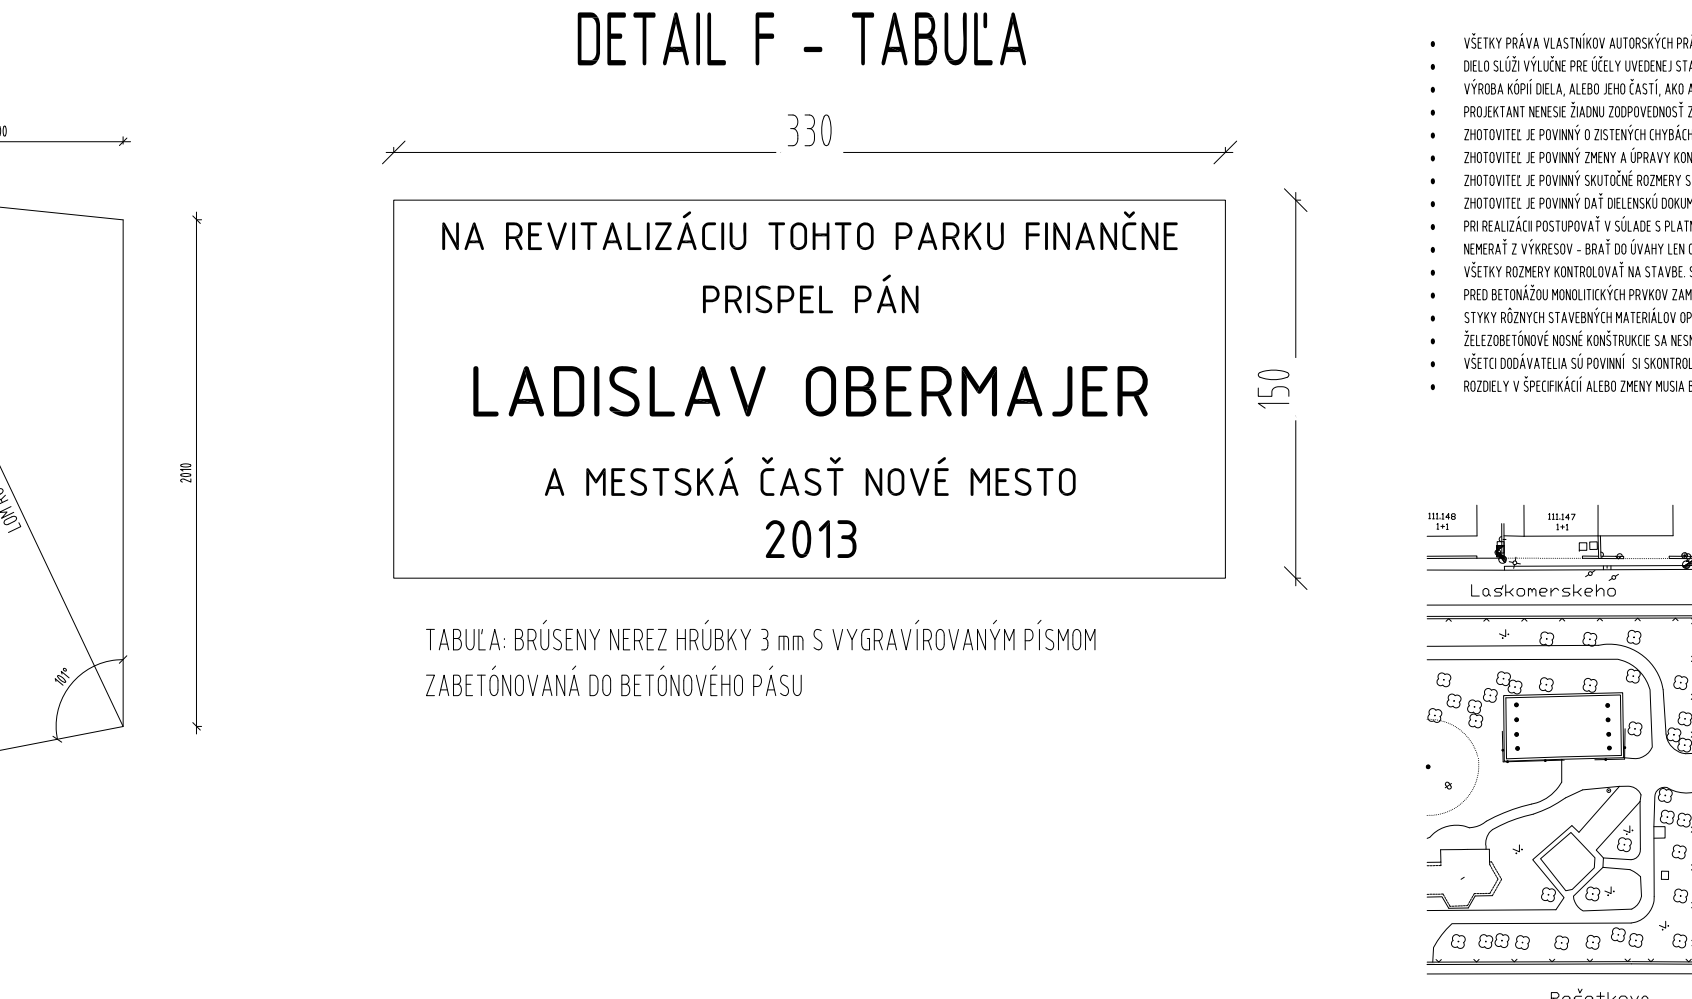 DETAIL F - TABUĽA
330
NA REVITALIZÁCIU TOHTO PARKU FINANČNE
PRISPEL PÁN
LADISLAV OBERMAJER
A MESTSKÁ ČASŤ NOVÉ MESTO
2013
150
TABUĽA: BRÚSENY NEREZ HRÚBKY 3 mm S VYGRAVÍROVANÝM PÍSMOM
ZABETÓNOVANÁ DO BETÓNOVÉHO PÁSU
2010
LOM
101°
VŠETKY PRÁVA VLASTNÍKOV AUTORSKÝCH
DIELO SLÚŽI VÝLUČNE PRE ÚČELY UVEDENEJ
VÝROBA KÓPIÍ DIELA, ALEBO JEHO ČASTÍ, AKO
PROJEKTANT NENESIE ŽIADNU ZODPOVEDNOSŤ
ZHOTOVITEĽ JE POVINNÝ O ZISTENÝCH CHYBÁCH
ZHOTOVITEĽ JE POVINNÝ ZMENY A ÚPRAVY
ZHOTOVITEĽ JE POVINNÝ SKUTOČNÉ ROZMERY
ZHOTOVITEĽ JE POVINNÝ DAŤ DIELENSKÚ
PRI REALIZÁCII POSTUPOVAŤ V SÚLADE S
NEMERAŤ Z VÝKRESOV - BRAŤ DO ÚVAHY LEN
VŠETKY ROZMERY KONTROLOVAŤ NA STAVBE.
PRED BETONÁŽOU MONOLITICKÝCH PRVKOV
STYKY RÔZNYCH STAVEBNÝCH MATERIÁLOV
ŽELEZOBETÓNOVÉ NOSNÉ KONŠTRUKCIE SA
VŠETCI DODÁVATELIA SÚ POVINNÍ SI
ROZDIELY V ŠPECIFIKÁCIÍ ALEBO ZMENY MUSIA
111.148
1+1
111.147
1+1
Laskomerskeho